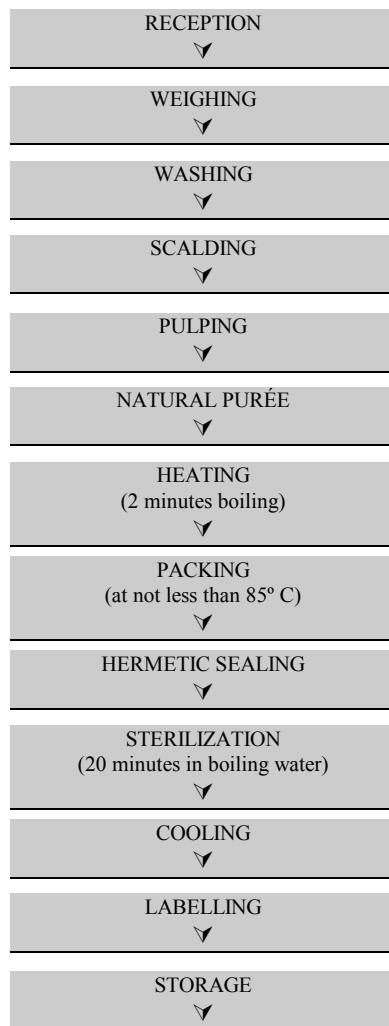 RECEPTION
WEIGHING
WASHING
SCALDING
PULPING
NATURAL PURÉE
HEATING
(2 minutes boiling)
PACKING
(at not less than 85º C)
HERMETIC SEALING
STERILIZATION
(20 minutes in boiling water)
COOLING
LABELLING
STORAGE